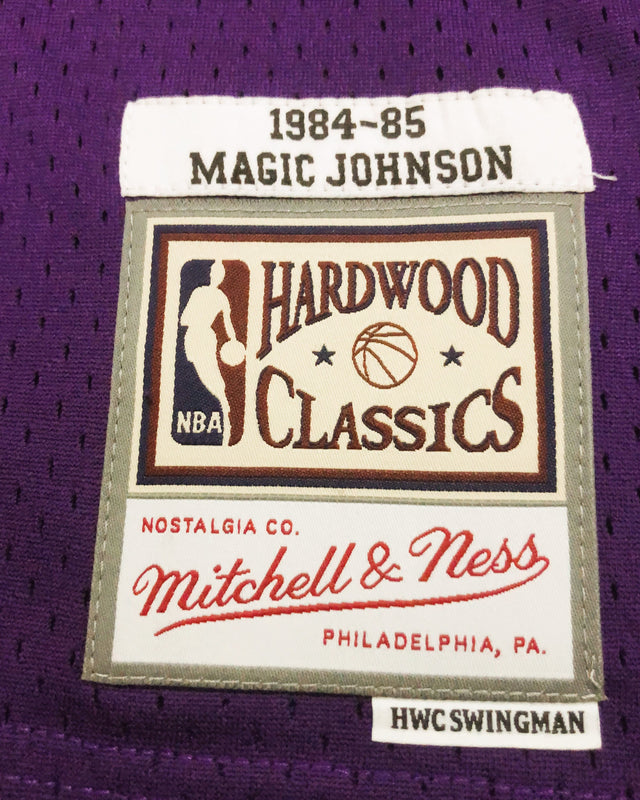 1984-85
MAGIC JOHNSON
HARDWOOD
CLASSICS
NBA
NOSTALGIA CO.
Mitchell & Ness
PHILADELPHIA, PA.
HWC SWINGMAN